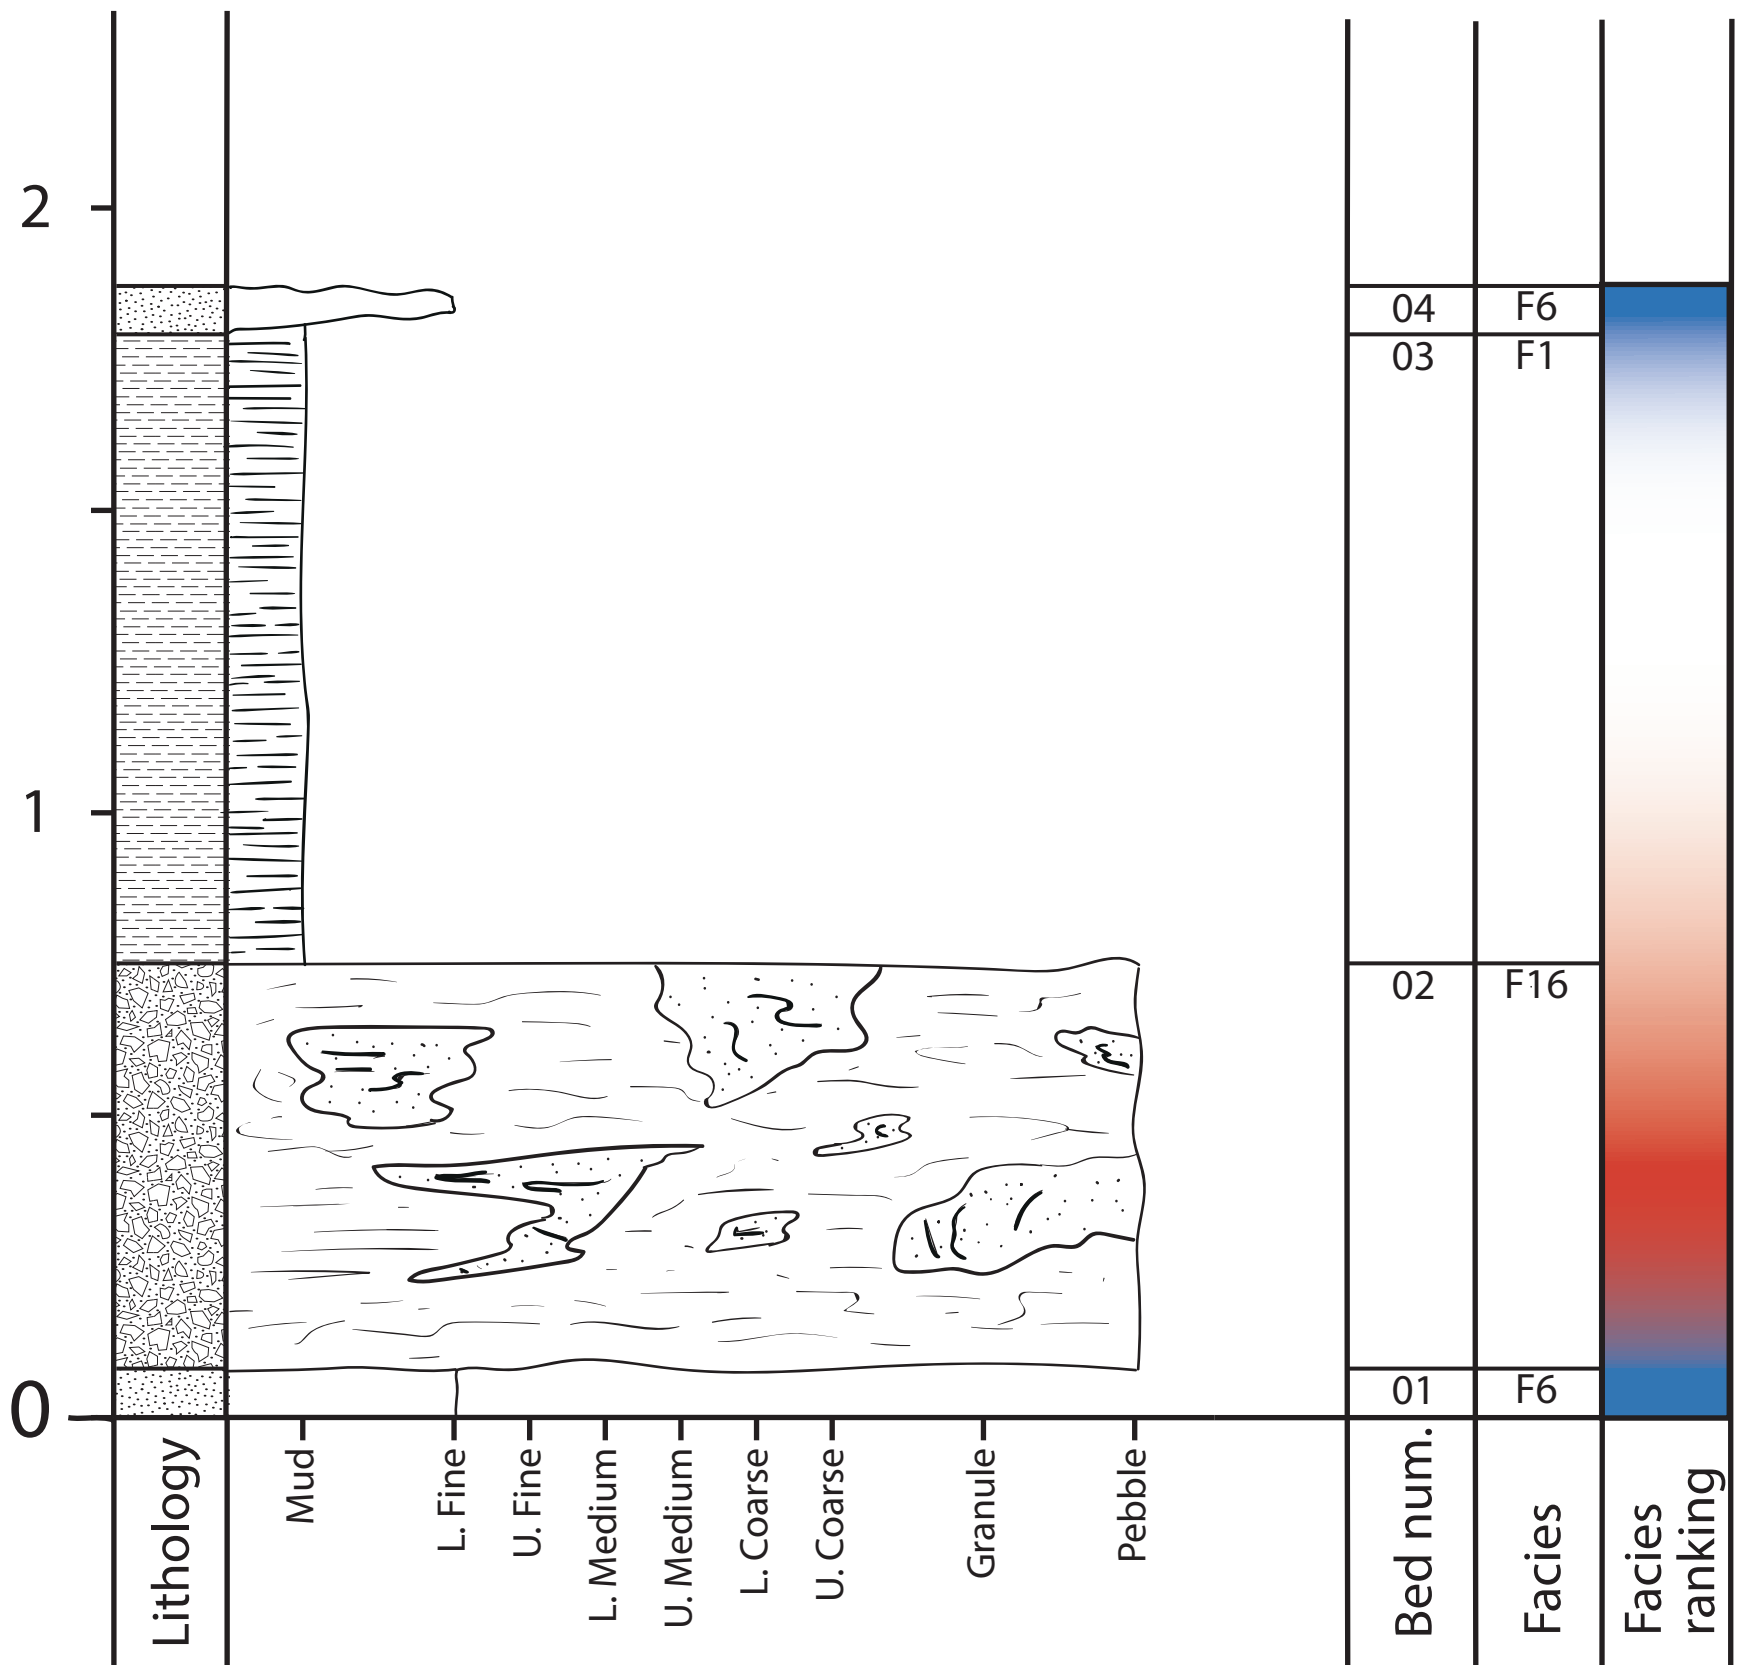 2
04 F6
03 F1
1
02 F16
01 F6
0
Lithology
Mud
L. Fine
U. Fine
L. Medium
U. Medium
L. Coarse
U. Coarse
Granule
Pebble
Bed num.
Facies
Facies
ranking